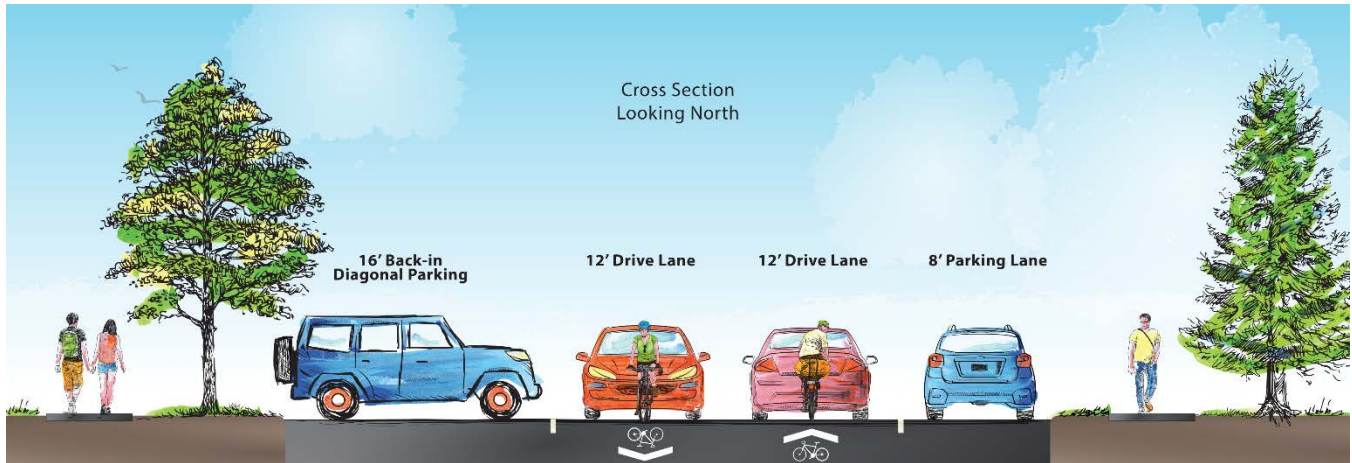 Cross Section
Looking North
16’ Back-in
Diagonal Parking
12’ Drive Lane
12’ Drive Lane
8’ Parking Lane